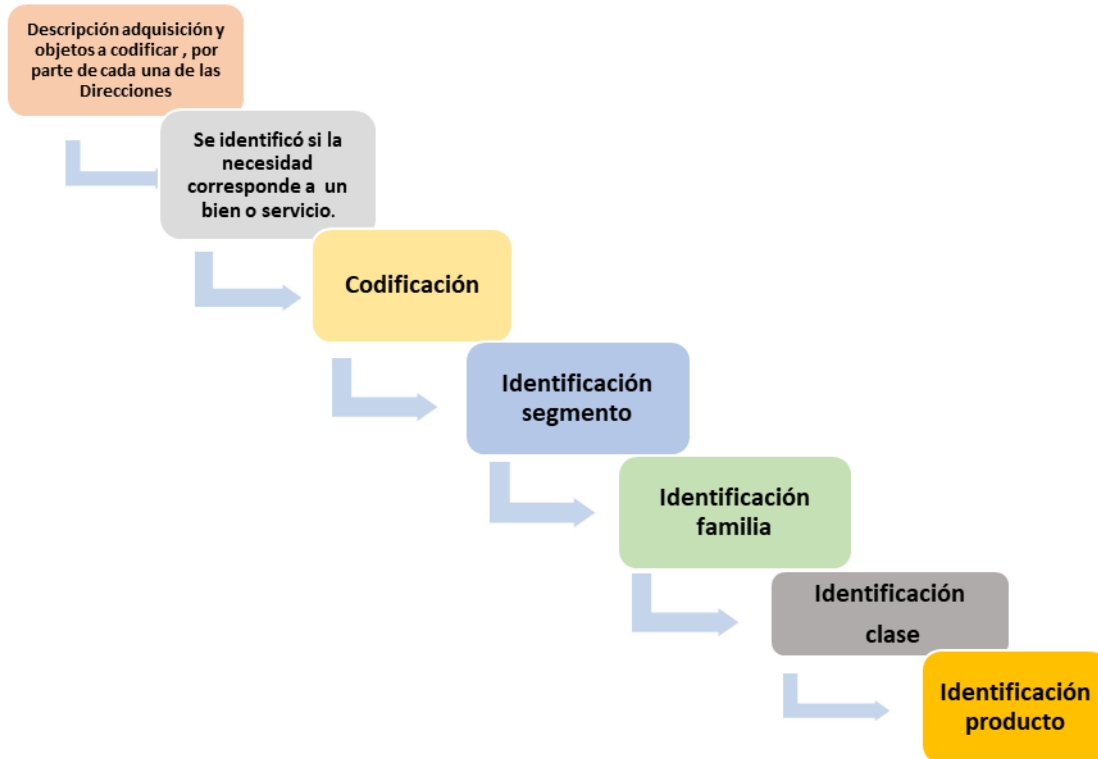 Descripción adquisición y
objetos a codificar , por
parte de cada una de las
Direcciones
Se identificó si la
necesidad
corresponde a un
bien o servicio.
Codificación
Identificación
segmento
Identificación
familia
Identificación
clase
Identificación
producto